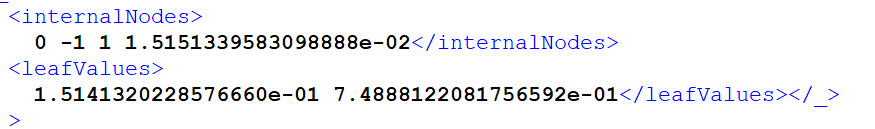 <internalNodes>
0 -1 1 1.5151339583098888e-02</internalNodes>
<leafValues>
1.5141320228576660e-01 7.4888122081756592e-01</leafValues></_>
>